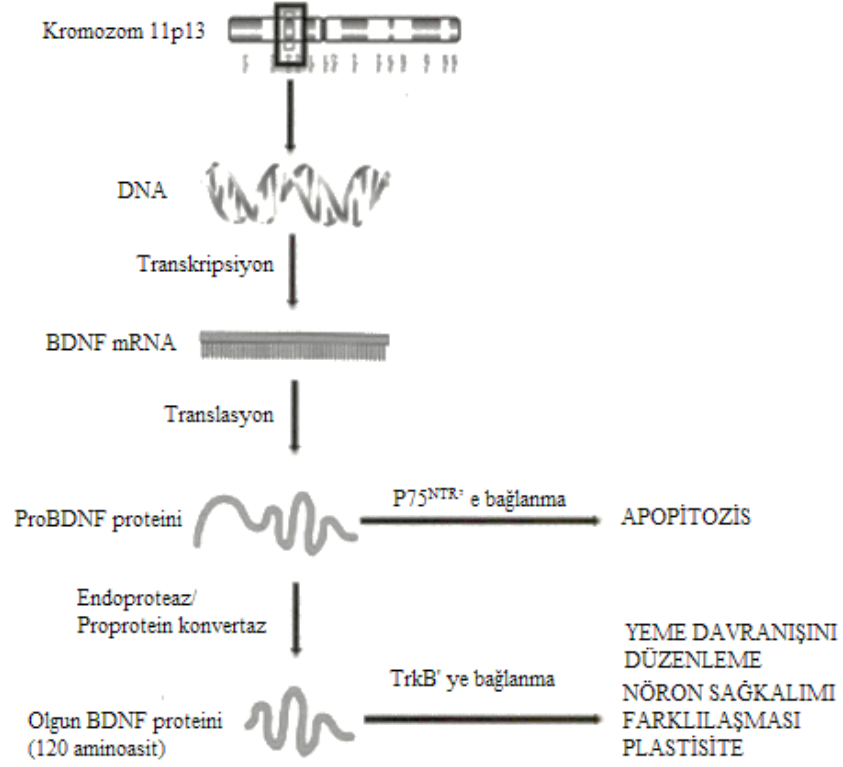 Kromozom 11p13
DNA
Transkripsiyon
BDNF mRNA
Translasyon
ProBDNF proteini
P75NTR' e bağlanma
APOPİTOZİS
Endoproteaz/
Proprotein konvertaz
Olgun BDNF proteini
(120 aminoasit)
TrkB' ye bağlanma
YEME DAVRANIŞINI
DÜZENLEME
NÖRON SAĞKALIMI
FARKLILAŞMASI
PLASTİSİTE